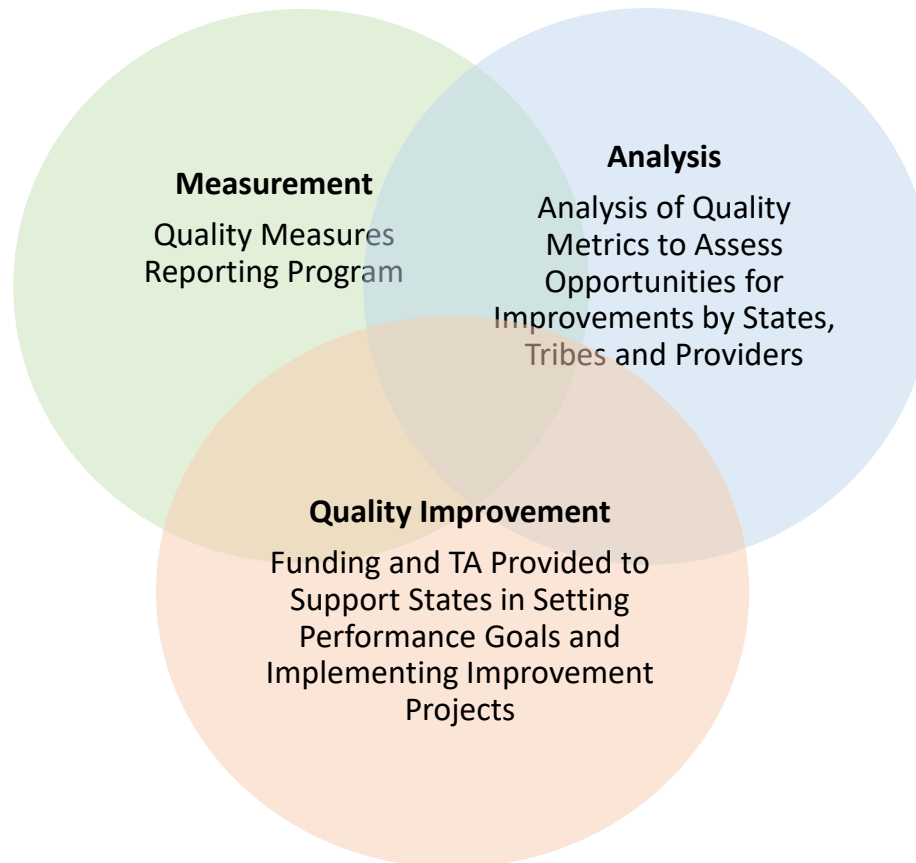 Measurement
Quality Measures
Reporting Program
Analysis
Analysis of Quality
Metrics to Assess
Opportunities for
Improvements by States,
Tribes and Providers
Quality Improvement
Funding and TA Provided to
Support States in Setting
Performance Goals and
Implementing Improvement
Projects